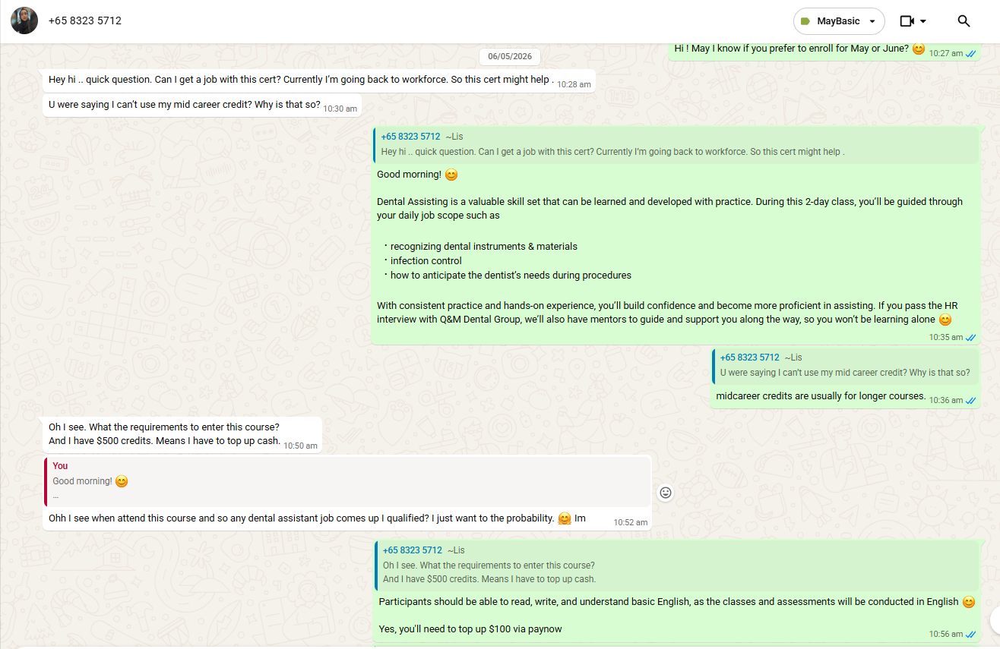 +65 8323 5712
MayBasic
Hi ! May I know if you prefer to enroll for May or June? 😊 10:27 am
06/05/2026
Hey hi .. quick question. Can I get a job with this cert? Currently I’m going back to workforce. So this cert might help . 10:28 am
U were saying I can’t use my mid career credit? Why is that so? 10:30 am
+65 8323 5712 ~Lis
Hey hi .. quick question. Can I get a job with this cert? Currently I’m going back to workforce. So this cert might help .
Good morning! 😊
Dental Assisting is a valuable skill set that can be learned and developed with practice. During this 2-day class, you’ll be guided through
your daily job scope such as
· recognizing dental instruments & materials
· infection control
· how to anticipate the dentist’s needs during procedures
With consistent practice and hands-on experience, you’ll build confidence and become more proficient in assisting. If you pass the HR
interview with Q&M Dental Group, we’ll also have mentors to guide and support you along the way, so you won’t be learning alone 😊
10:35 am
+65 8323 5712 ~Lis
U were saying I can’t use my mid career credit? Why is that so?
midcareer credits are usually for longer courses. 10:36 am
Oh I see. What the requirements to enter this course?
And I have $500 credits. Means I have to top up cash. 10:50 am
You
Good morning! 😊
...
Ohh I see when attend this course and so any dental assistant job comes up I qualified? I just want to the probability. 🤗 Im 10:52 am
+65 8323 5712 ~Lis
Oh I see. What the requirements to enter this course?
And I have $500 credits. Means I have to top up cash.
Participants should be able to read, write, and understand basic English, as the classes and assessments will be conducted in English 😊
Yes, you'll need to top up $100 via paynow
10:56 am